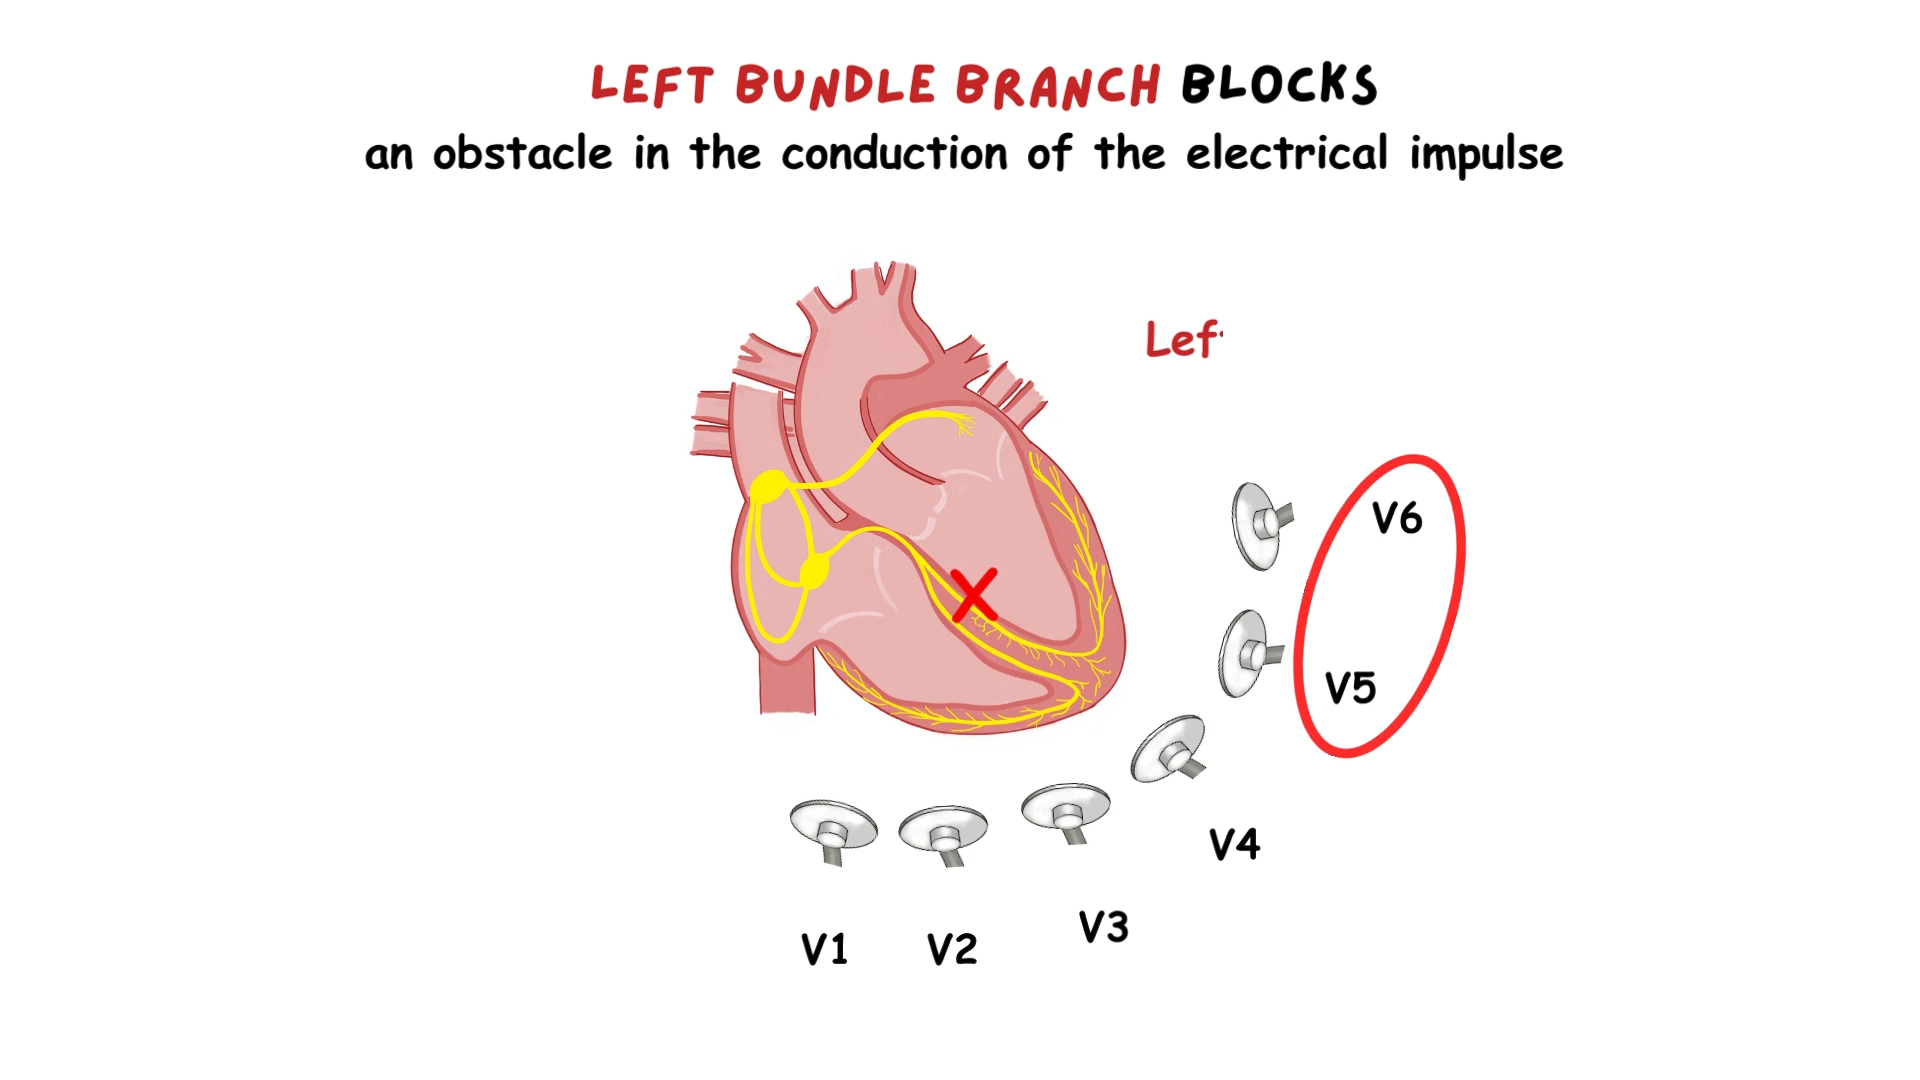 LEFT BUNDLE BRANCH BLOCKS
an obstacle in the conduction of the electrical impulse
Lef
V6
V5
V4
V3
V1 V2